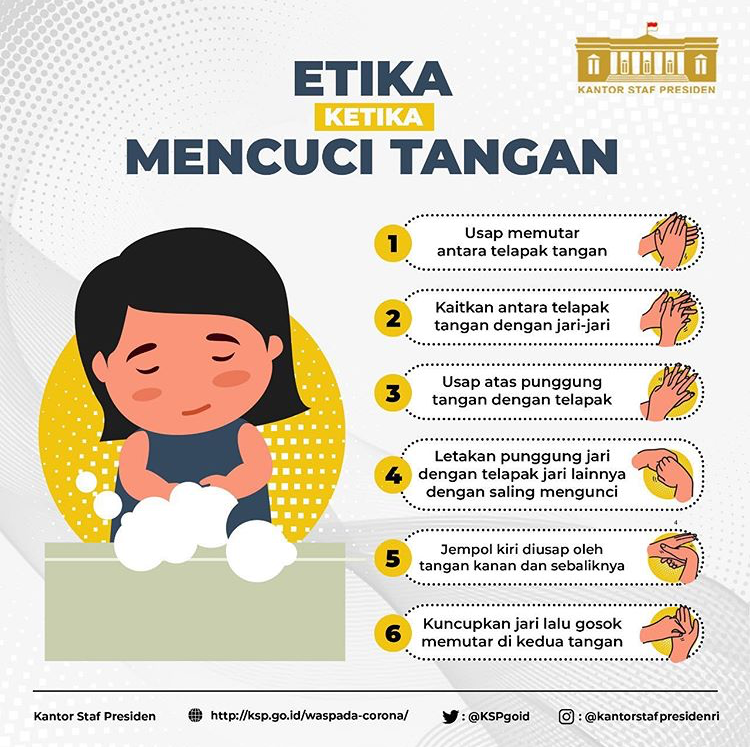 KANTOR STAF PRESIDEN
ETIKA
KETIKA
MENCUCI TANGAN
1
Usap memutar
antara telapak tangan
2
Kaitkan antara telapak
tangan dengan jari-jari
3
Usap atas punggung
tangan dengan telapak
4
Letakan punggung jari
dengan telapak jari lainnya
dengan saling mengunci
4
5
Jempol kiri diusap oleh
tangan kanan dan sebaliknya
6
Kuncupkan jari lalu gosok
memutar di kedua tangan
Kantor Staf Presiden
http://ksp.go.id/waspada-corona/
: @KSPgoid
: @kantorstafpresidenri